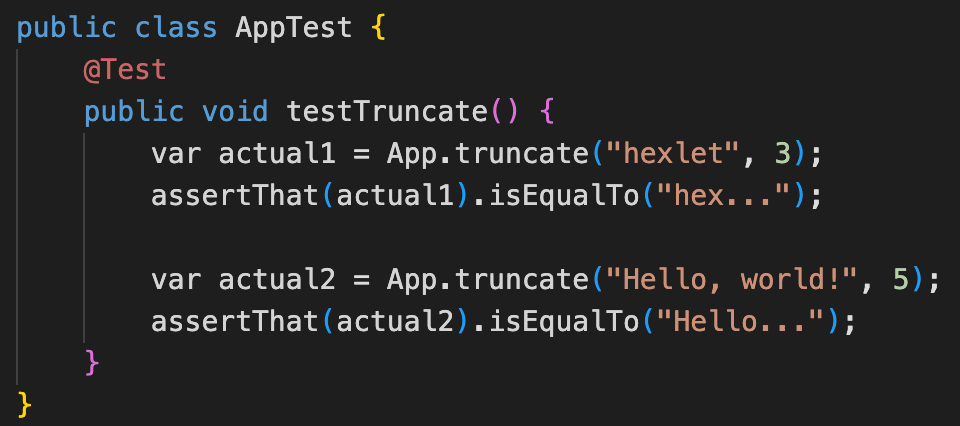 public class AppTest {
@Test
public void testTruncate() {
var actual1 = App.truncate("hexlet", 3);
assertThat(actual1).isEqualTo("hex...");
var actual2 = App.truncate("Hello, world!", 5);
assertThat(actual2).isEqualTo("Hello...");
}
}